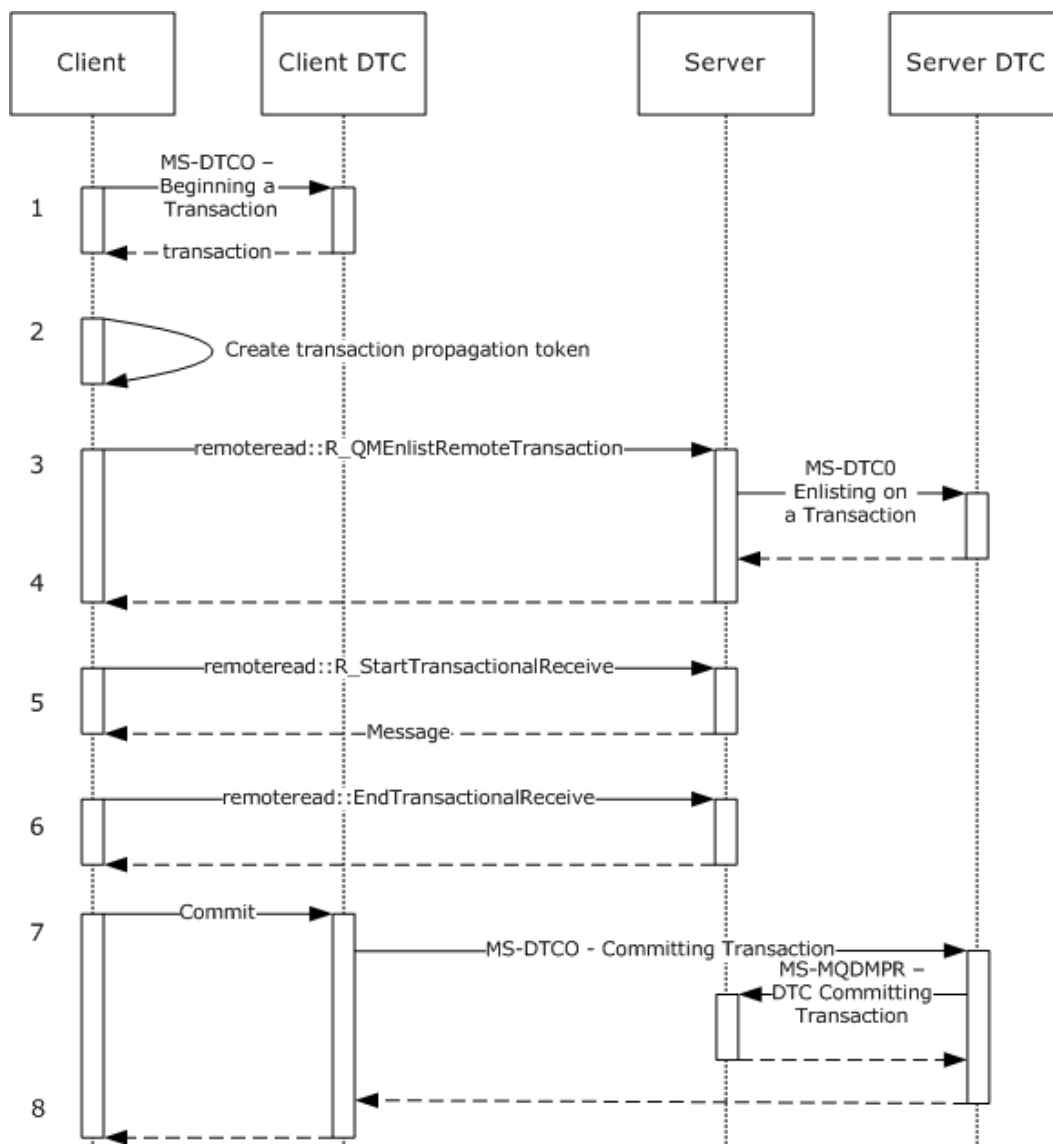 Client
Client DTC
Server
Server DTC
MS-DTCO –
Beginning a
Transaction
1
transaction
2
Create transaction propagation token
remoteread::R_QMEnlistRemoteTransaction
3
MS-DTC0
Enlisting on
a Transaction
4
remoteread::R_StartTransactionalReceive
5
Message
remoteread::EndTransactionalReceive
6
Commit
7
MS-DTCO - Committing Transaction
MS-MQDMPR –
DTC Committing
Transaction
8